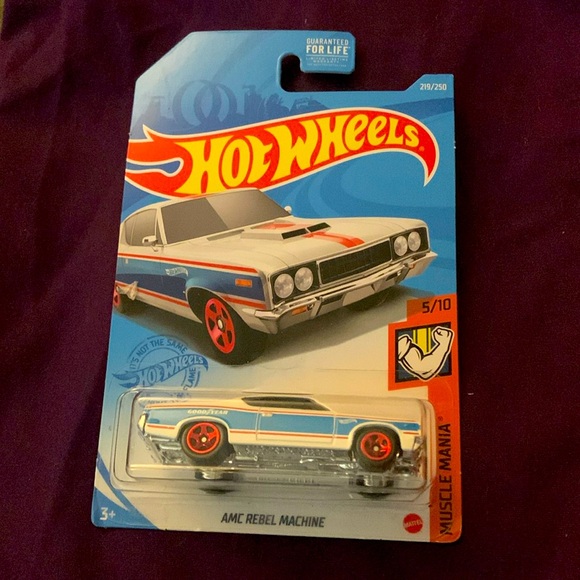 GUARANTEED
FOR LIFE
219/250
HOT WHEELS
5/10
IT'S NOT THE SAME
HOT WHEELS
FLAME
GOODYEAR
MUSCLE MANIA
3+
AMC REBEL MACHINE
MATTEL